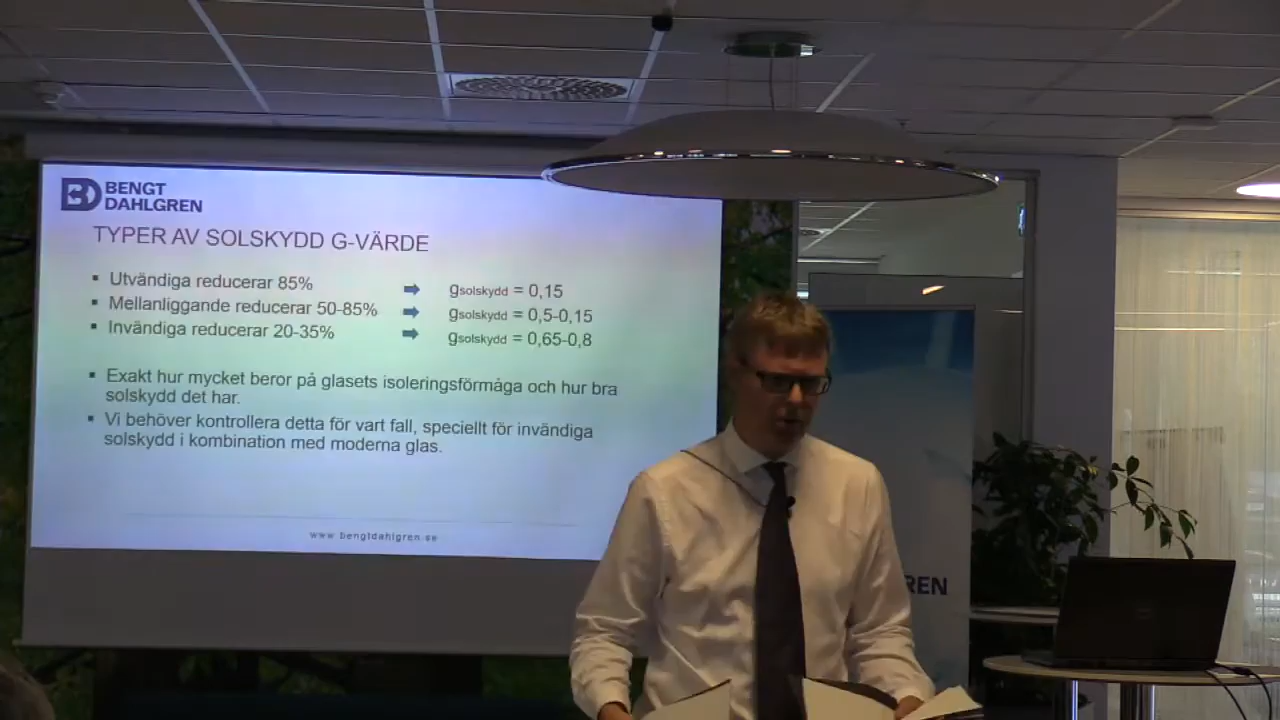 BENGT
DAHLGREN
TYPER AV SOLSKYDD G-VÄRDE
▪ Utvändiga reducerar 85% gsolskydd = 0,15
▪ Mellanliggande reducerar 50-85% gsolskydd = 0,5-0,15
▪ Invändiga reducerar 20-35% gsolskydd = 0,65-0,8
▪ Exakt hur mycket beror på glasets isoleringsförmåga och hur bra
solskydd det har.
▪ Vi behöver kontrollera detta för vart fall, speciellt för invändiga
solskydd i kombination med moderna glas.
www.bengtdahlgren.se
REN